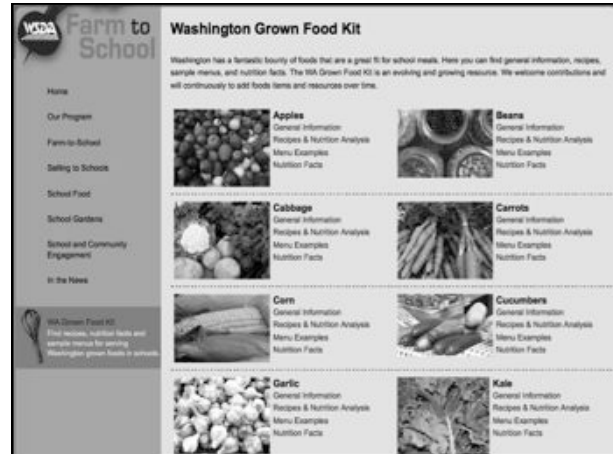 WSDA
Farm to
School
Home
Our Program
Farm-to-School
Selling to Schools
School Food
School Gardens
School and Community
Engagement
In the News
WA Grown Food Kit
Find recipes, nutrition facts and
sample menus for serving
Washington grown foods in schools.
Washington Grown Food Kit
Washington has a fantastic bounty of foods that are a great fit for school meals. Here you can find general information, recipes,
sample menus, and nutrition facts. The WA Grown Food Kit is an evolving and growing resource. We welcome contributions and
will continuously to add foods items and resources over time.
Apples
General Information
Recipes & Nutrition Analysis
Menu Examples
Nutrition Facts
Beans
General Information
Recipes & Nutrition Analysis
Menu Examples
Nutrition Facts
Cabbage
General Information
Recipes & Nutrition Analysis
Menu Examples
Nutrition Facts
Carrots
General Information
Recipes & Nutrition Analysis
Menu Examples
Nutrition Facts
Corn
General Information
Recipes & Nutrition Analysis
Menu Examples
Nutrition Facts
Cucumbers
General Information
Recipes & Nutrition Analysis
Menu Examples
Nutrition Facts
Garlic
General Information
Recipes & Nutrition Analysis
Menu Examples
Nutrition Facts
Kale
General Information
Recipes & Nutrition Analysis
Menu Examples
Nutrition Facts